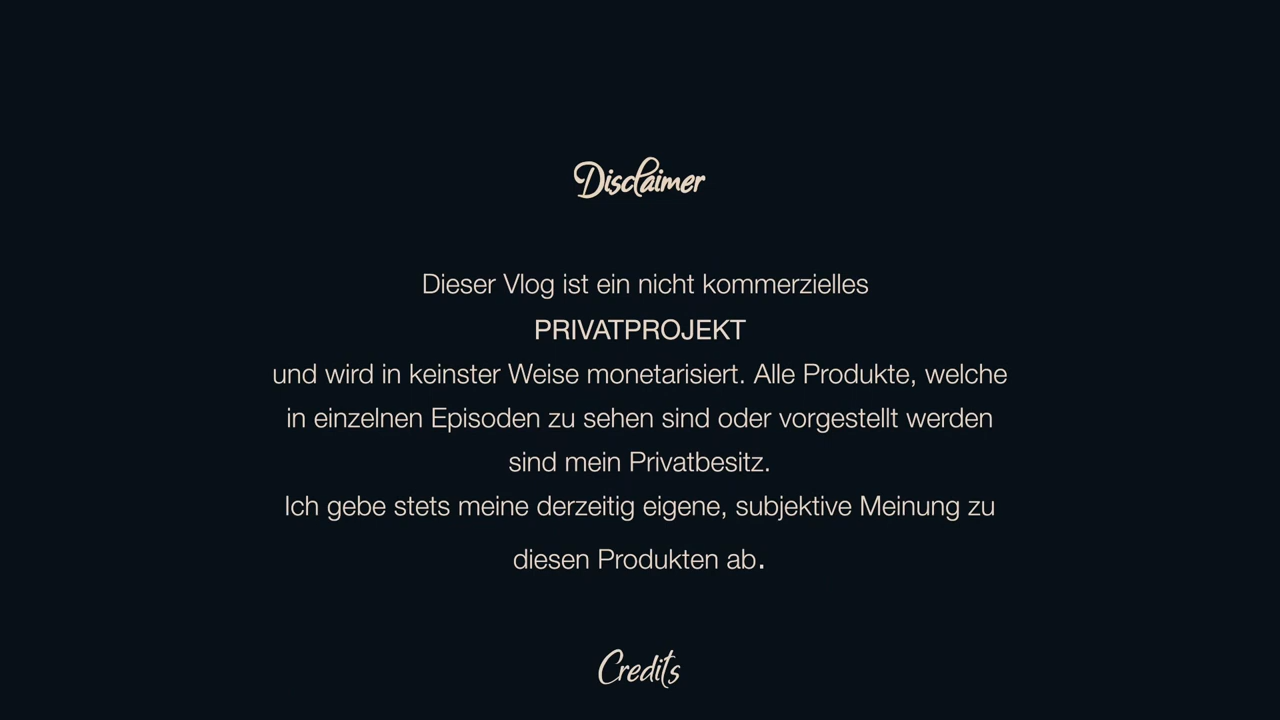 Disclaimer
Dieser Vlog ist ein nicht kommerzielles
PRIVATPROJEKT
und wird in keinster Weise monetarisiert. Alle Produkte, welche
in einzelnen Episoden zu sehen sind oder vorgestellt werden
sind mein Privatbesitz.
Ich gebe stets meine derzeitig eigene, subjektive Meinung zu
diesen Produkten ab.
Credits